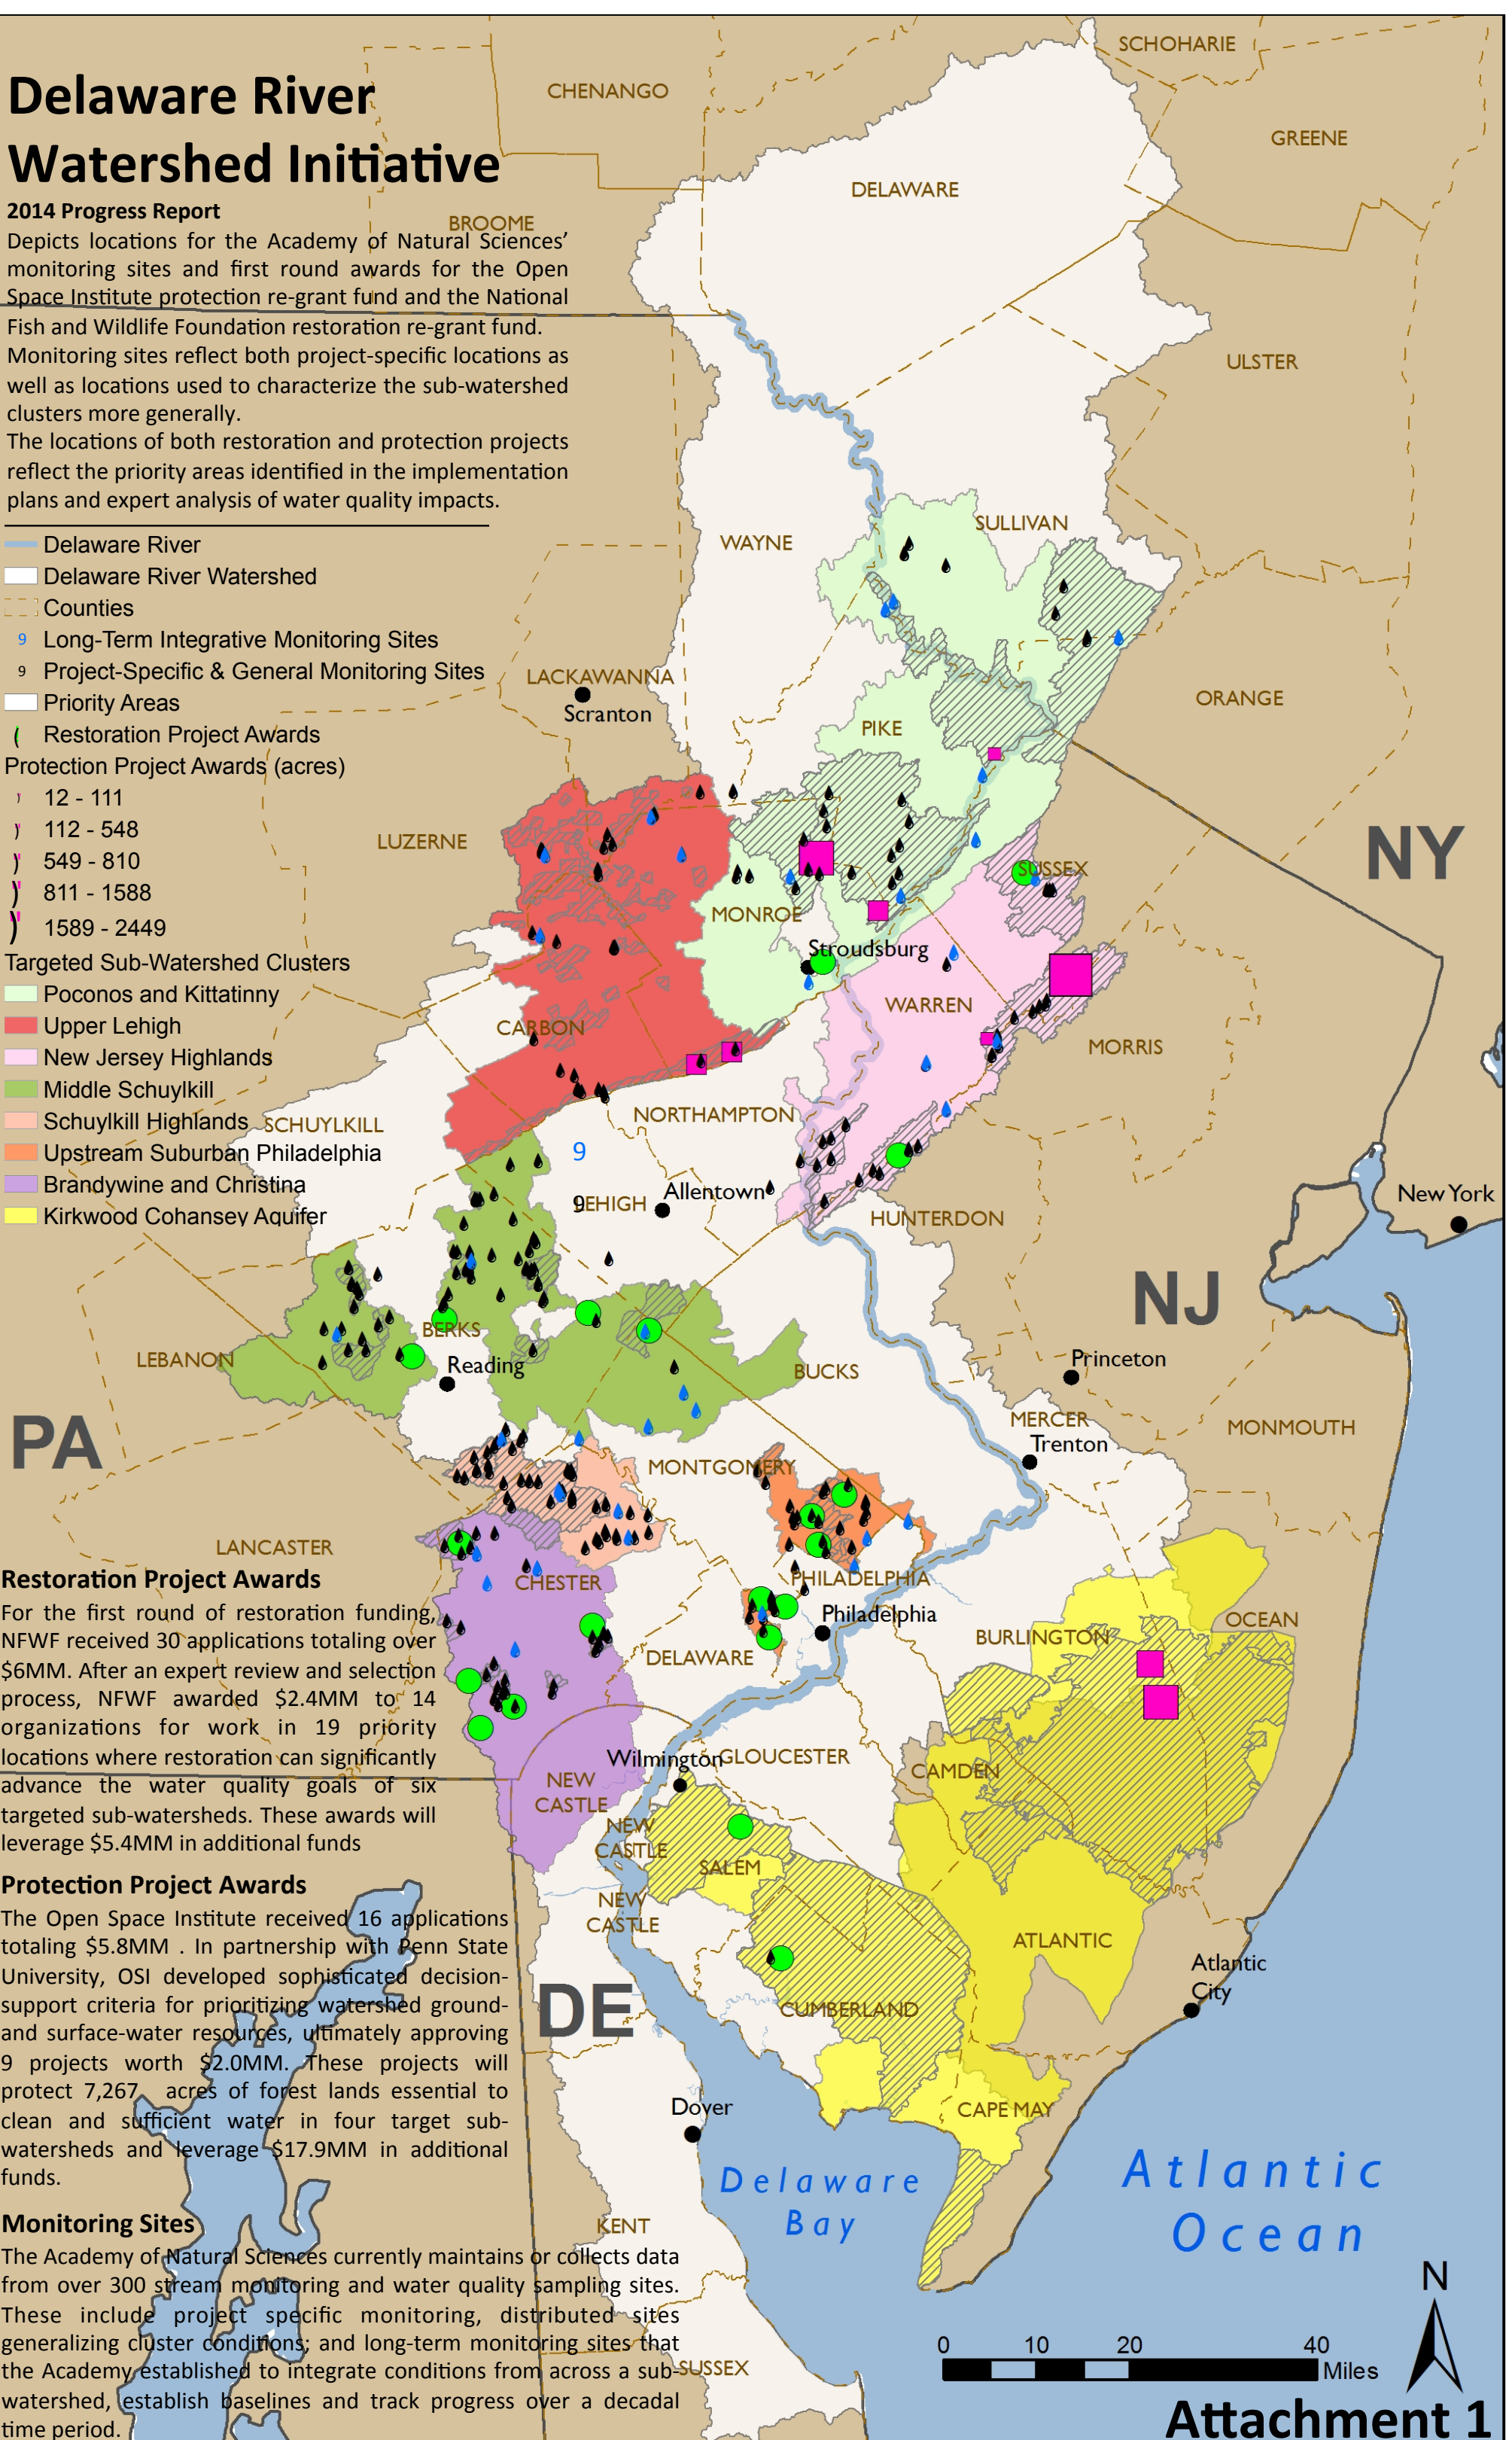 Delaware River
Watershed Initiative
2014 Progress Report
Depicts locations for the Academy of Natural Sciences’
monitoring sites and first round awards for the Open
Space Institute protection re-grant fund and the National
Fish and Wildlife Foundation restoration re-grant fund.
Monitoring sites reflect both project-specific locations as
well as locations used to characterize the sub-watershed
clusters more generally.
The locations of both restoration and protection projects
reflect the priority areas identified in the implementation
plans and expert analysis of water quality impacts.
Delaware River
Delaware River Watershed
Counties
9 Long-Term Integrative Monitoring Sites
9 Project-Specific & General Monitoring Sites
Priority Areas
( Restoration Project Awards
Protection Project Awards (acres)
) 12 - 111
) 112 - 548
) 549 - 810
) 811 - 1588
) 1589 - 2449
Targeted Sub-Watershed Clusters
Poconos and Kittatinny
Upper Lehigh
New Jersey Highlands
Middle Schuylkill
Schuylkill Highlands
Upstream Suburban Philadelphia
Brandywine and Christina
Kirkwood Cohansey Aquifer
SCHOHARIE
CHENANGO
GREENE
DELAWARE
BROOME
ULSTER
SULLIVAN
WAYNE
LACKAWANNA
Scranton
ORANGE
PIKE
LUZERNE
NY
SUSSEX
MONROE
Stroudsburg
WARREN
CARBON
MORRIS
NORTHAMPTON
SCHUYLKILL
9
9
LEHIGH
Allentown
New York
HUNTERDON
NJ
BERKS
LEBANON
Reading
BUCKS
Princeton
PA
MERCER
Trenton
MONMOUTH
MONTGOMERY
LANCASTER
CHESTER
PHILADELPHIA
Philadelphia
OCEAN
BURLINGTON
DELAWARE
Wilmington
GLOUCESTER
CAMDEN
NEW
CASTLE
NEW
CASTLE
SALEM
NEW
CASTLE
ATLANTIC
Atlantic
City
DE
CUMBERLAND
Dover
CAPE MAY
Delaware
Bay
Atlantic
Ocean
KENT
SUSSEX
Restoration Project Awards
For the first round of restoration funding,
NFWF received 30 applications totaling over
$6MM. After an expert review and selection
process, NFWF awarded $2.4MM to 14
organizations for work in 19 priority
locations where restoration can significantly
advance the water quality goals of six
targeted sub-watersheds. These awards will
leverage $5.4MM in additional funds
Protection Project Awards
The Open Space Institute received 16 applications
totaling $5.8MM . In partnership with Penn State
University, OSI developed sophisticated decision-
support criteria for prioritizing watershed ground-
and surface-water resources, ultimately approving
9 projects worth $2.0MM. These projects will
protect 7,267 acres of forest lands essential to
clean and sufficient water in four target sub-
watersheds and leverage $17.9MM in additional
funds.
Monitoring Sites
The Academy of Natural Sciences currently maintains or collects data
from over 300 stream monitoring and water quality sampling sites.
These include project specific monitoring, distributed sites
generalizing cluster conditions; and long-term monitoring sites that
the Academy established to integrate conditions from across a sub-
watershed, establish baselines and track progress over a decadal
time period.
N
0 10 20 40
Miles
Attachment 1